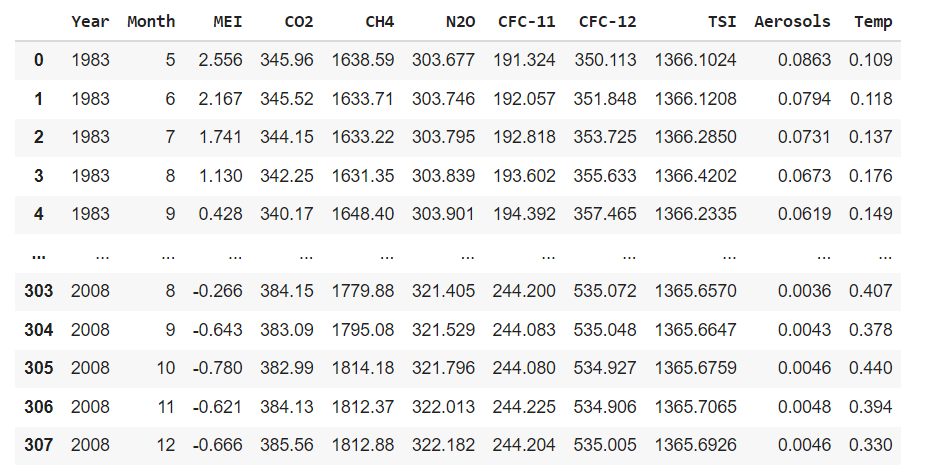 Year Month MEI CO2 CH4 N2O CFC-11 CFC-12 TSI Aerosols Temp
0 1983 5 2.556 345.96 1638.59 303.677 191.324 350.113 1366.1024 0.0863 0.109
1 1983 6 2.167 345.52 1633.71 303.746 192.057 351.848 1366.1208 0.0794 0.118
2 1983 7 1.741 344.15 1633.22 303.795 192.818 353.725 1366.2850 0.0731 0.137
3 1983 8 1.130 342.25 1631.35 303.839 193.602 355.633 1366.4202 0.0673 0.176
4 1983 9 0.428 340.17 1648.40 303.901 194.392 357.465 1366.2335 0.0619 0.149
... ... ... ... ... ... ... ... ... ... ... ...
303 2008 8 -0.266 384.15 1779.88 321.405 244.200 535.072 1365.6570 0.0036 0.407
304 2008 9 -0.643 383.09 1795.08 321.529 244.083 535.048 1365.6647 0.0043 0.378
305 2008 10 -0.780 382.99 1814.18 321.796 244.080 534.927 1365.6759 0.0046 0.440
306 2008 11 -0.621 384.13 1812.37 322.013 244.225 534.906 1365.7065 0.0048 0.394
307 2008 12 -0.666 385.56 1812.88 322.182 244.204 535.005 1365.6926 0.0046 0.330